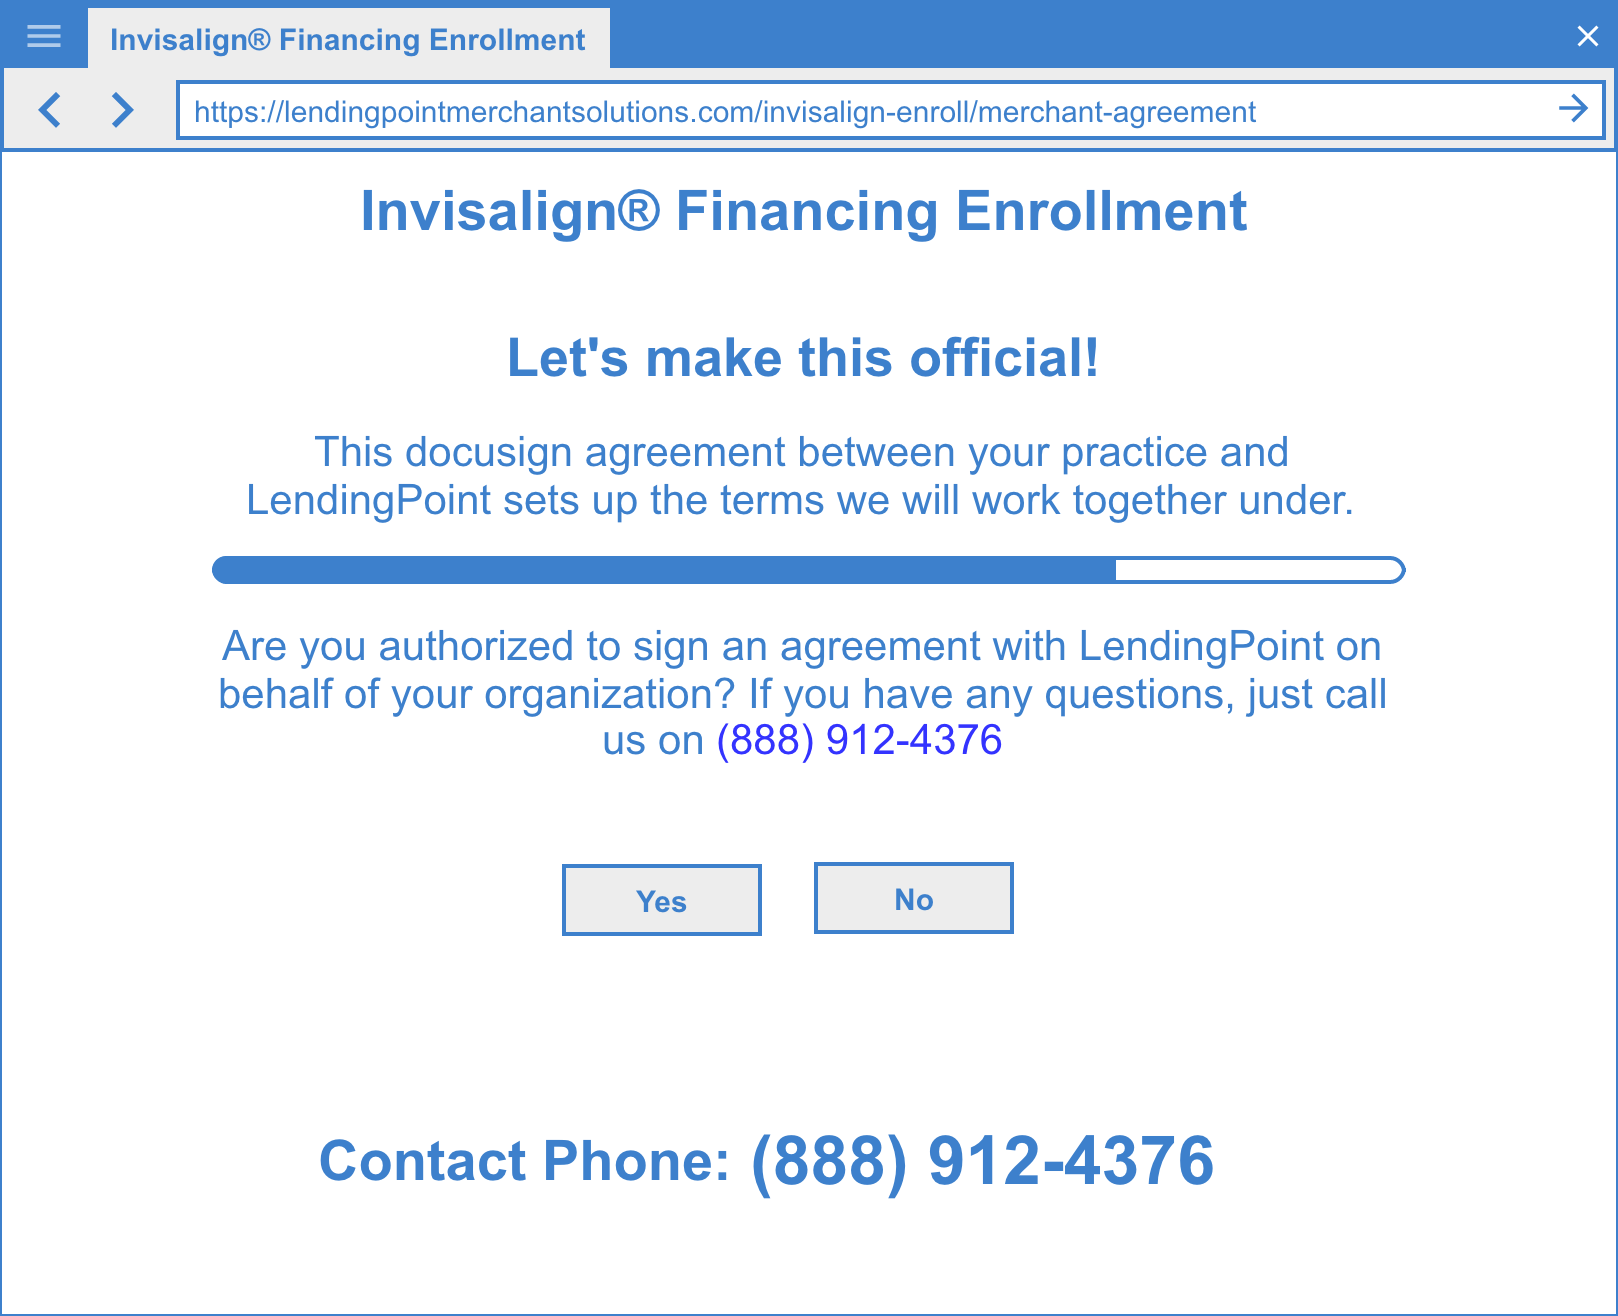 Invisalign® Financing Enrollment
https://lendingpointmerchantsolutions.com/invisalign-enroll/merchant-agreement
Invisalign® Financing Enrollment
Let's make this official!
This docusign agreement between your practice and
LendingPoint sets up the terms we will work together under.
Are you authorized to sign an agreement with LendingPoint on
behalf of your organization? If you have any questions, just call
us on (888) 912-4376
Yes
No
Contact Phone: (888) 912-4376